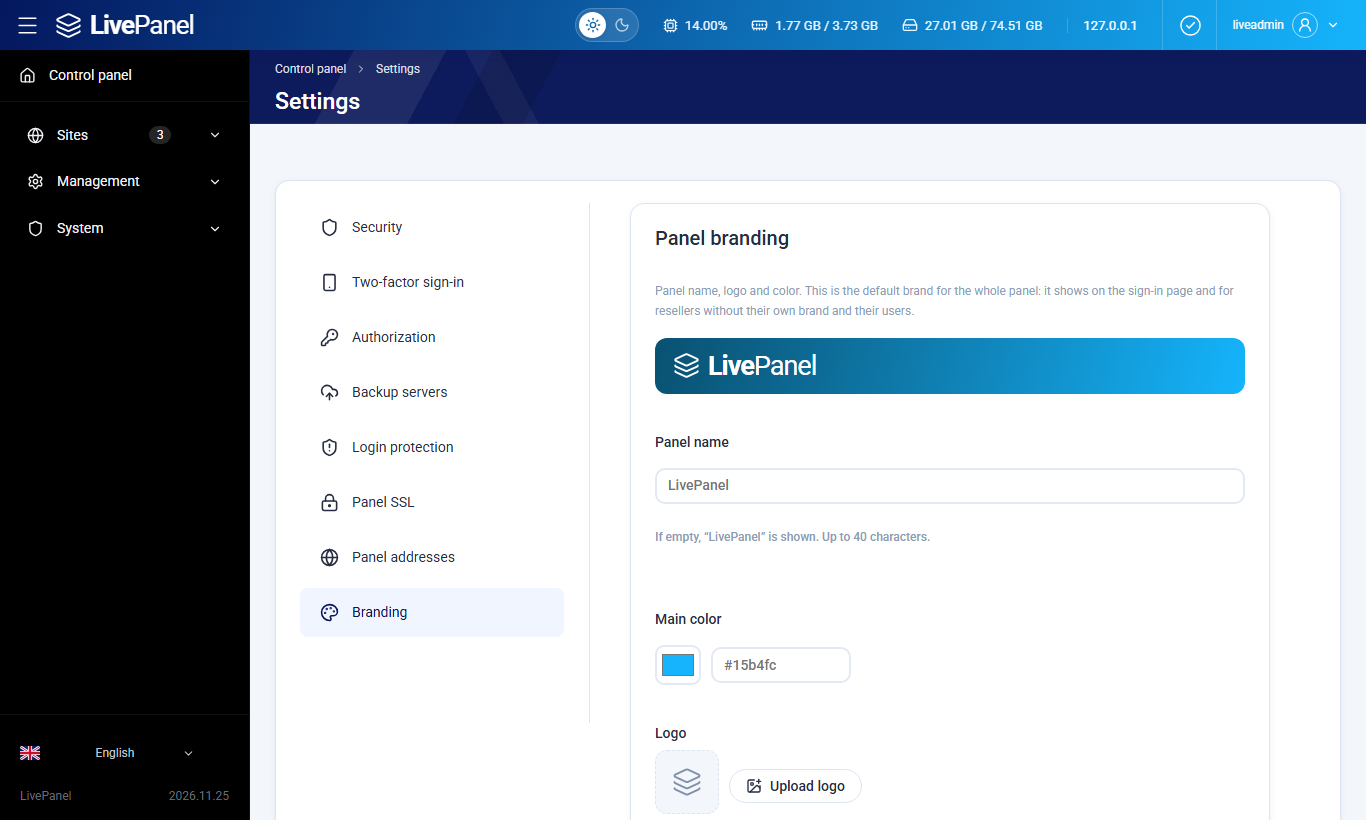 LivePanel
14.00%
1.77 GB / 3.73 GB
27.01 GB / 74.51 GB
127.0.0.1
liveadmin
Control panel
Sites 3
Management
System
English
LivePanel 2026.11.25
Control panel > Settings
Settings
Security
Two-factor sign-in
Authorization
Backup servers
Login protection
Panel SSL
Panel addresses
Branding
Panel branding
Panel name, logo and color. This is the default brand for the whole panel: it shows on the sign-in page and for
resellers without their own brand and their users.
LivePanel
Panel name
LivePanel
If empty, “LivePanel” is shown. Up to 40 characters.
Main color
#15b4fc
Logo
Upload logo